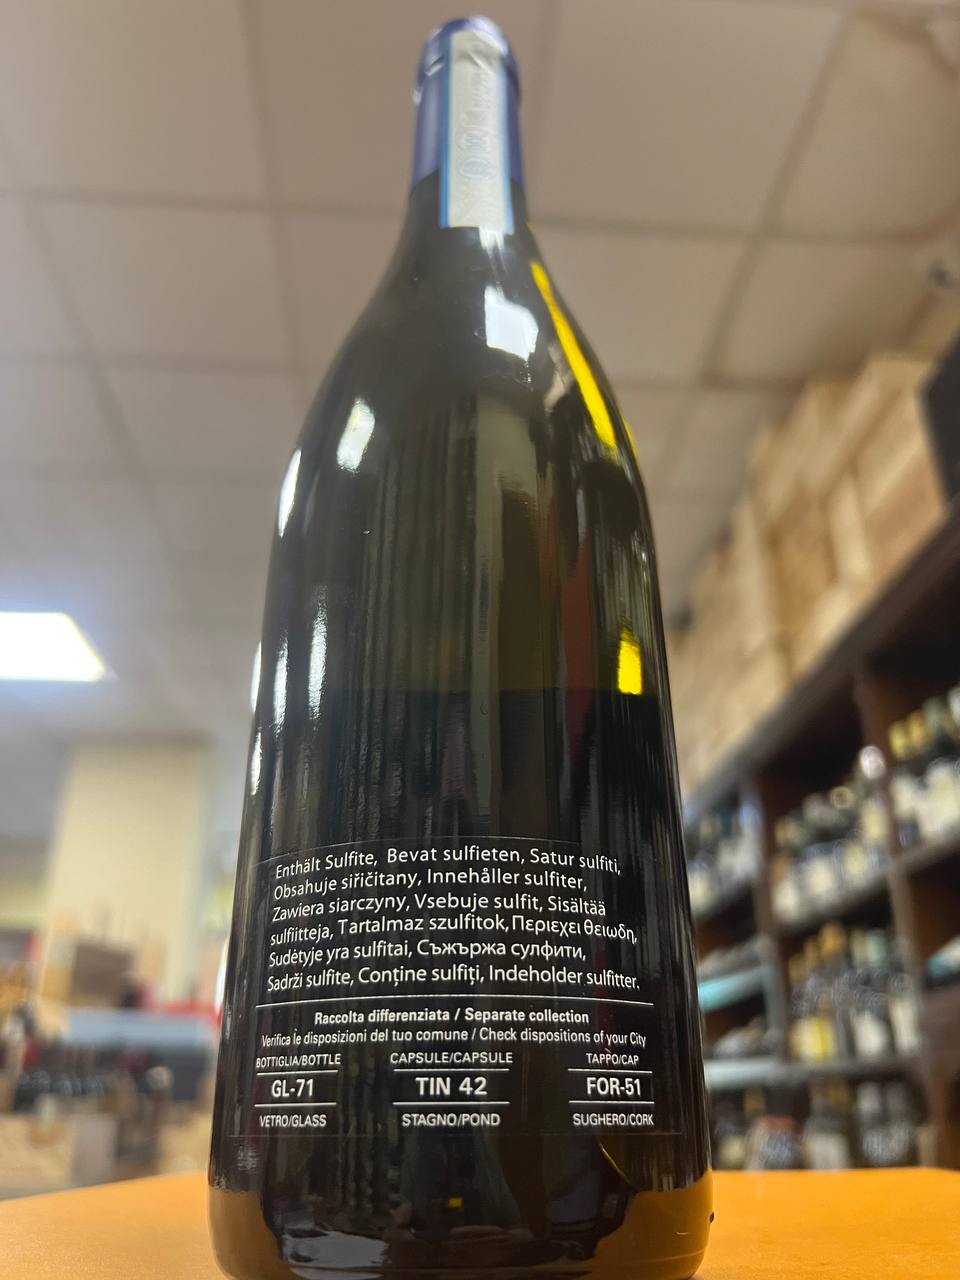 Enthält Sulfite, Bevat sulfieten, Satur sulfiti,
Obsahuje siřičitany, Innehåller sulfiter,
Zawiera siarczyny, Vsebuje sulfit, Sisältää
sulfiitteja, Tartalmaz szulfitok, Περιεχει θειωδη,
Sudėtyje yra sulfitai, Съжържа сулфити,
Sadrži sulfite, Conține sulfiți, Indeholder sulfitter.
Raccolta differenziata / Separate collection
Verifica le disposizioni del tuo comune / Check dispositions of your City
BOTTIGLIA/BOTTLE CAPSULE/CAPSULE TAPPO/CAP
GL-71 TIN 42 FOR-51
VETRO/GLASS STAGNO/POND SUGHERO/CORK